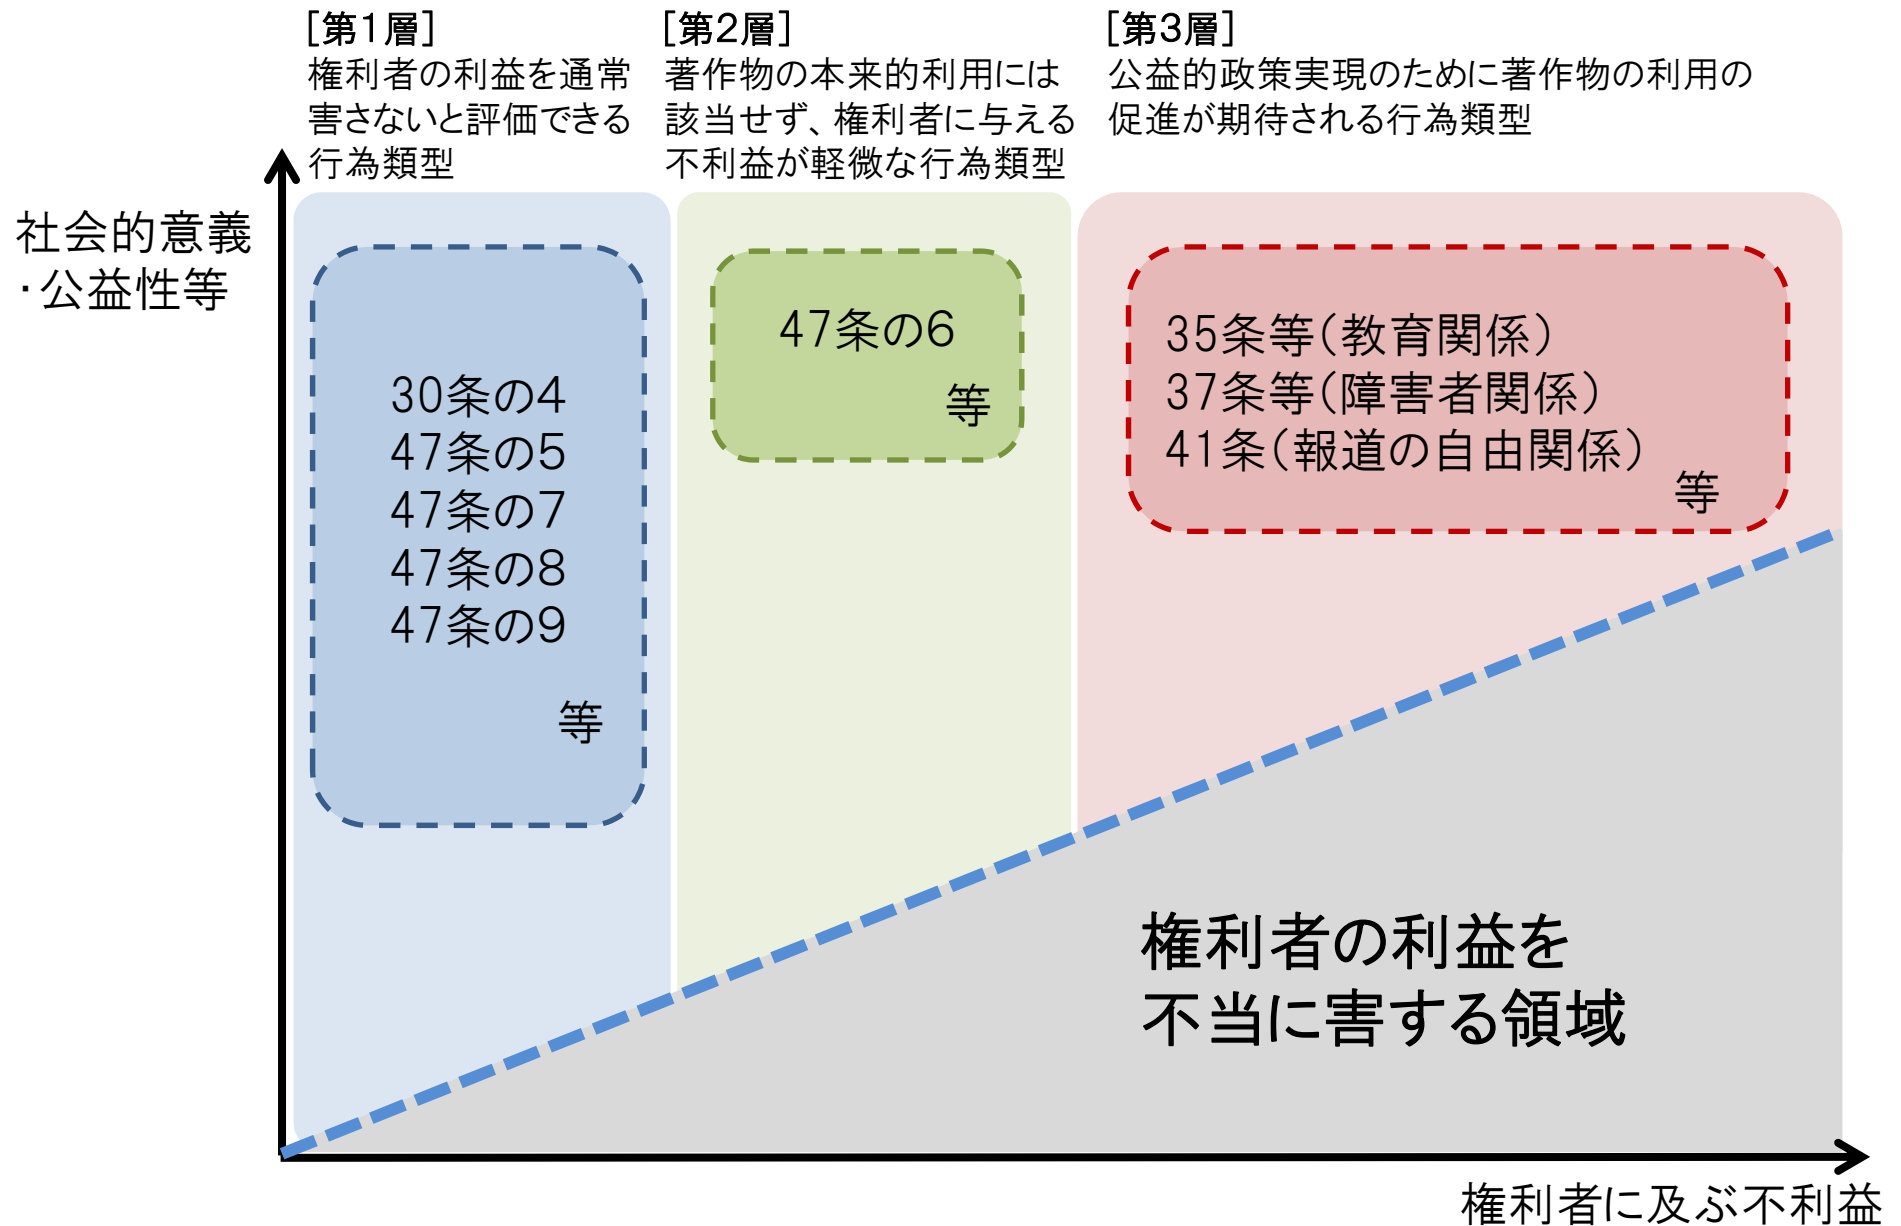 [第1層]
権利者の利益を通常
害さないと評価できる
行為類型
[第2層]
著作物の本来的利用には
該当せず、権利者に与える
不利益が軽微な行為類型
[第3層]
公益的政策実現のために著作物の利用の
促進が期待される行為類型
社会的意義
・公益性等
30条の4
47条の5
47条の7
47条の8
47条の9
等
47条の6
等
35条等(教育関係)
37条等(障害者関係)
41条(報道の自由関係)
等
権利者の利益を
不当に害する領域
権利者に及ぶ不利益